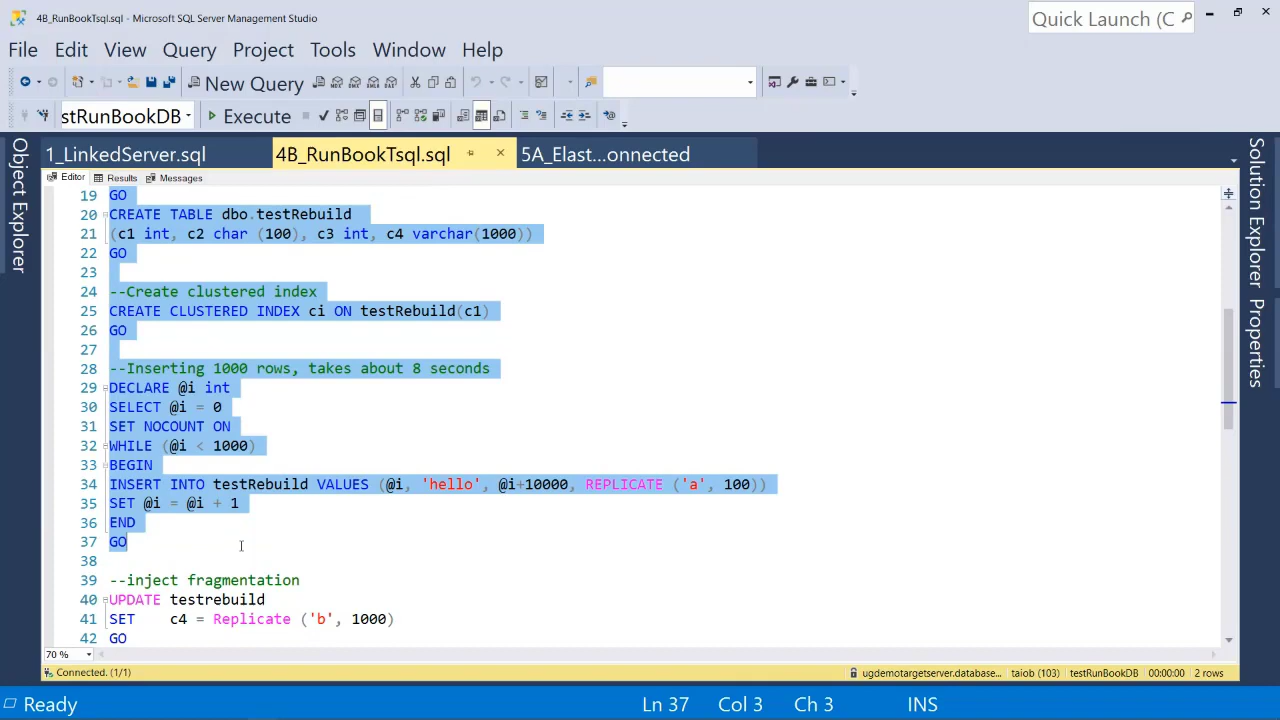 4B_RunBookTsql.sql - Microsoft SQL Server Management Studio
Quick Launch (C
File Edit View Query Project Tools Window Help
New Query
stRunBookDB Execute
1_LinkedServer.sql 4B_RunBookTsql.sql 5A_Elast...onnected
Editor Results Messages
Object Explorer
Solution Explorer
Properties
19 GO
20 CREATE TABLE dbo.testRebuild
21 (c1 int, c2 char (100), c3 int, c4 varchar(1000))
22 GO
23
24 --Create clustered index
25 CREATE CLUSTERED INDEX ci ON testRebuild(c1)
26 GO
27
28 --Inserting 1000 rows, takes about 8 seconds
29 DECLARE @i int
30 SELECT @i = 0
31 SET NOCOUNT ON
32 WHILE (@i < 1000)
33 BEGIN
34 INSERT INTO testRebuild VALUES (@i, 'hello', @i+10000, REPLICATE ('a', 100))
35 SET @i = @i + 1
36 END
37 GO
38
39 --inject fragmentation
40 UPDATE testrebuild
41 SET c4 = Replicate ('b', 1000)
42 GO
70 %
Connected. (1/1) ugdemotargetserver.database... taiob (103) testRunBookDB 00:00:00 2 rows
Ready Ln 37 Col 3 Ch 3 INS